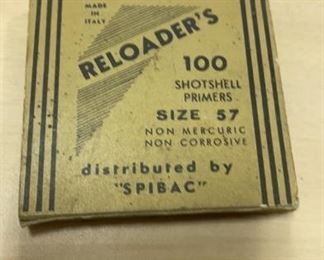 MADE
IN
ITALY
RELOADER'S
100
SHOTSHELL
PRIMERS
SIZE 57
NON MERCURIC
NON CORROSIVE
distributed by
"SPIBAC"